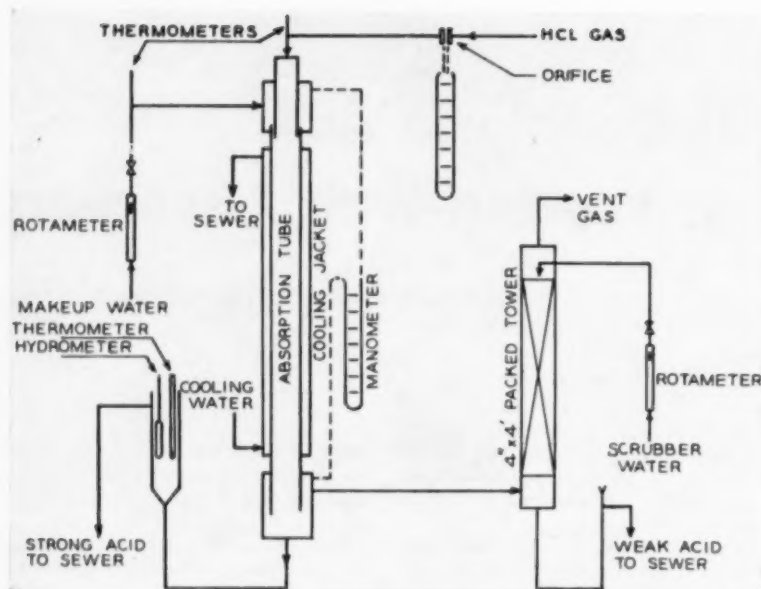 THERMOMETERS
HCL GAS
ORIFICE
TO
SEWER
ROTAMETER
MAKEUP WATER
THERMOMETER
HYDROMETER
COOLING
WATER
ABSORPTION TUBE
COOLING JACKET
MANOMETER
STRONG ACID
TO SEWER
VENT
GAS
4"x4' PACKED TOWER
ROTAMETER
SCRUBBER
WATER
WEAK ACID
TO SEWER